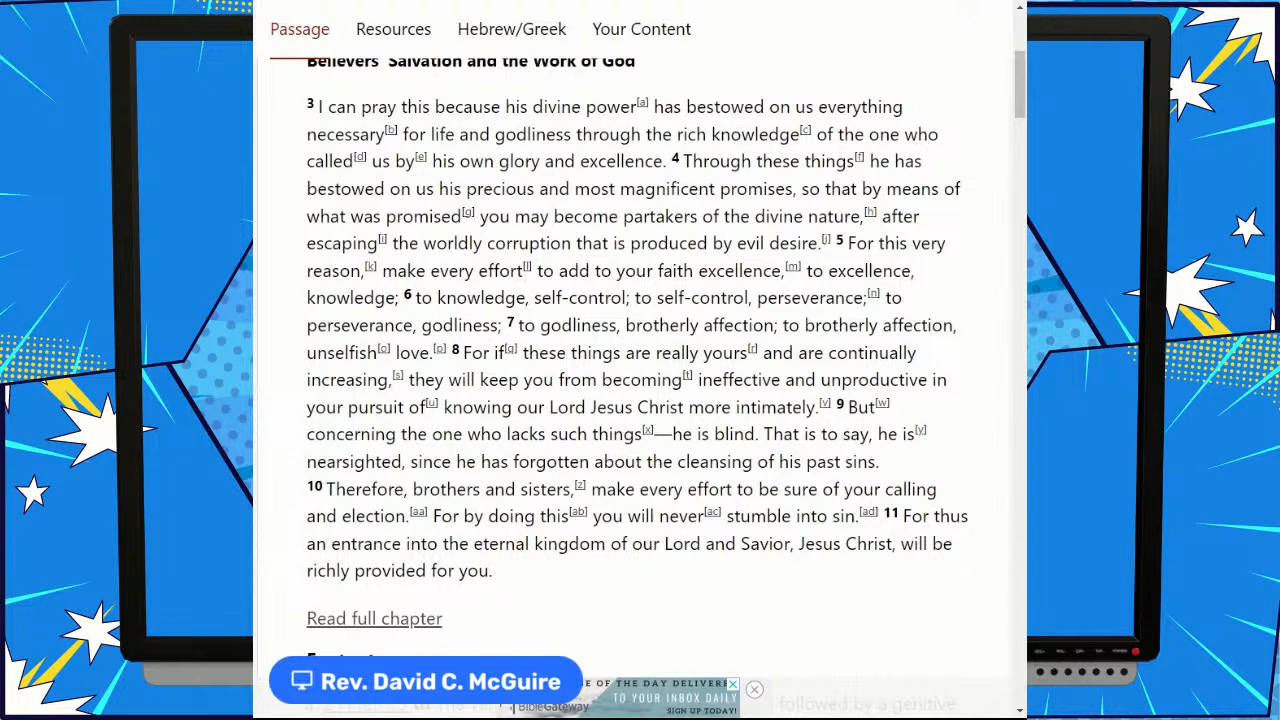 Passage Resources Hebrew/Greek Your Content
Believers' Salvation and the Work of God
3 I can pray this because his divine power[a] has bestowed on us everything
necessary[b] for life and godliness through the rich knowledge[c] of the one who
called[d] us by[e] his own glory and excellence. 4 Through these things[f] he has
bestowed on us his precious and most magnificent promises, so that by means of
what was promised[g] you may become partakers of the divine nature,[h] after
escaping[i] the worldly corruption that is produced by evil desire.[j] 5 For this very
reason,[k] make every effort[l] to add to your faith excellence,[m] to excellence,
knowledge; 6 to knowledge, self-control; to self-control, perseverance;[n] to
perseverance, godliness; 7 to godliness, brotherly affection; to brotherly affection,
unselfish[o] love.[p] 8 For if[q] these things are really yours[r] and are continually
increasing,[s] they will keep you from becoming[t] ineffective and unproductive in
your pursuit of[u] knowing our Lord Jesus Christ more intimately.[v] 9 But[w]
concerning the one who lacks such things[x]—he is blind. That is to say, he is[y]
nearsighted, since he has forgotten about the cleansing of his past sins.
10 Therefore, brothers and sisters,[z] make every effort to be sure of your calling
and election.[aa] For by doing this[ab] you will never[ac] stumble into sin.[ad] 11 For thus
an entrance into the eternal kingdom of our Lord and Savior, Jesus Christ, will be
richly provided for you.
Read full chapter
Rev. David C. McGuire
OF THE DAY DELIVERE
TO YOUR INBOX DAILY
BibleGateway
SIGN UP TODAY!
followed by a genitive